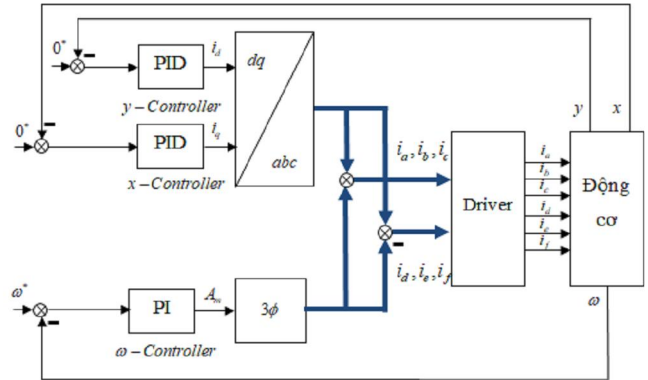 0*
PID
i_d
dq
y x
y – Controller
0*
PID
i_q
abc
x – Controller
i_a, i_b, i_c
Driver
i_a
i_b
i_c
i_d
i_e
i_f
Động
cơ
i_d, i_e, i_f
ω*
PI
A_m
3ϕ
ω
ω – Controller